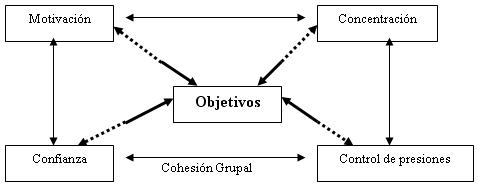 Motivación
Concentración
Objetivos
Confianza
Control de presiones
Cohesión Grupal